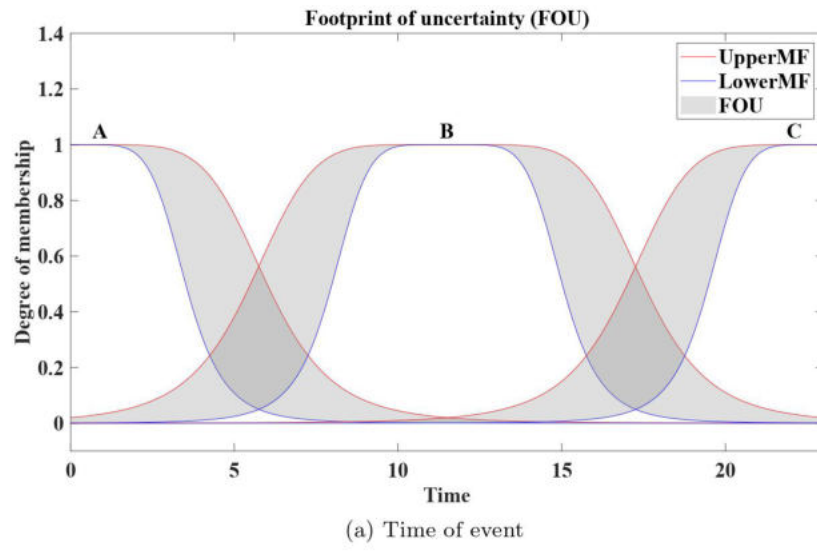 Footprint of uncertainty (FOU)
1.4
1.2
1
0.8
0.6
0.4
0.2
0
Degree of membership
A
B
C
UpperMF
LowerMF
FOU
0
5
10
15
20
Time
(a) Time of event